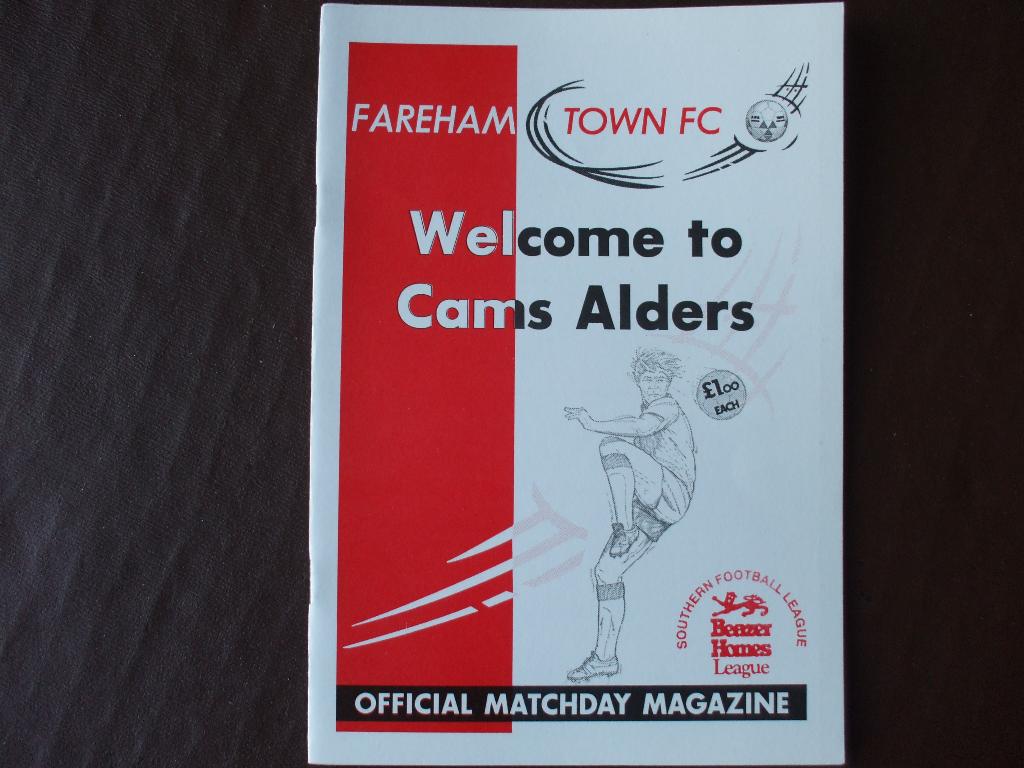 FAREHAM TOWN FC
Welcome to
Cams Alders
£1.00
EACH
SOUTHERN FOOTBALL LEAGUE
Beazer
Homes
League
OFFICIAL MATCHDAY MAGAZINE